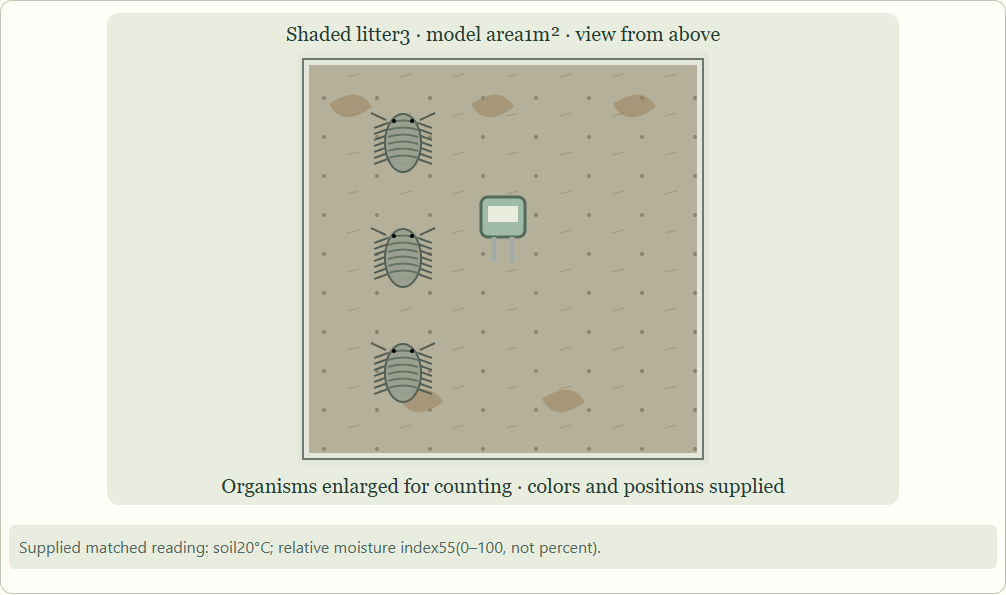 Shaded litter3 · model area1m² · view from above
Organisms enlarged for counting · colors and positions supplied
Supplied matched reading: soil20°C; relative moisture index55(0–100, not percent).